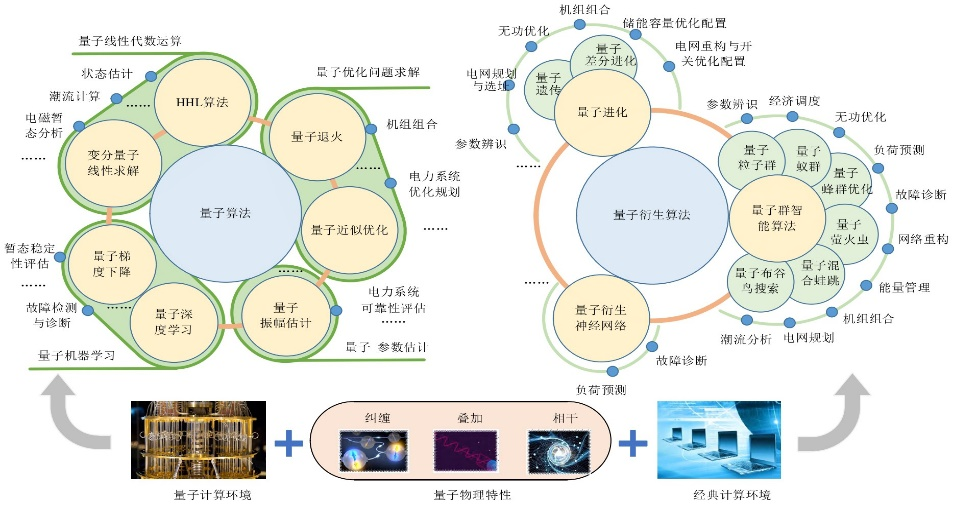 量子线性代数运算
状态估计
潮流计算
......
电磁暂
态分析
......
HHL算法
变分量子
线性求解
量子优化问题求解
量子退火
机组组合
......
电力系统
优化规划
量子近似优化
......
量子算法
暂态稳定
性评估
......
量子梯
度下降
......
故障检测
与诊断
量子深
度学习
量子机器学习
......
量子
振幅估计
电力系统
可靠性评估
......
量子 参数估计
机组组合
无功优化
储能容量优化配置
电网重构与开
关优化配置
电网规划
与选址
参数辨识
......
量子
差分进化
量子
遗传
量子进化
量子衍生算法
参数辨识
经济调度
无功优化
负荷预测
故障诊断
网络重构
能量管理
机组组合
电网规划
潮流分析
量子
粒子群
量子
蚁群
量子
蜂群优化
量子群智
能算法
量子
萤火虫
量子混
合蛙跳
量子布谷
鸟搜索
......
量子衍生
神经网络
故障诊断
负荷预测
纠缠
叠加
相干
量子计算环境
量子物理特性
经典计算环境